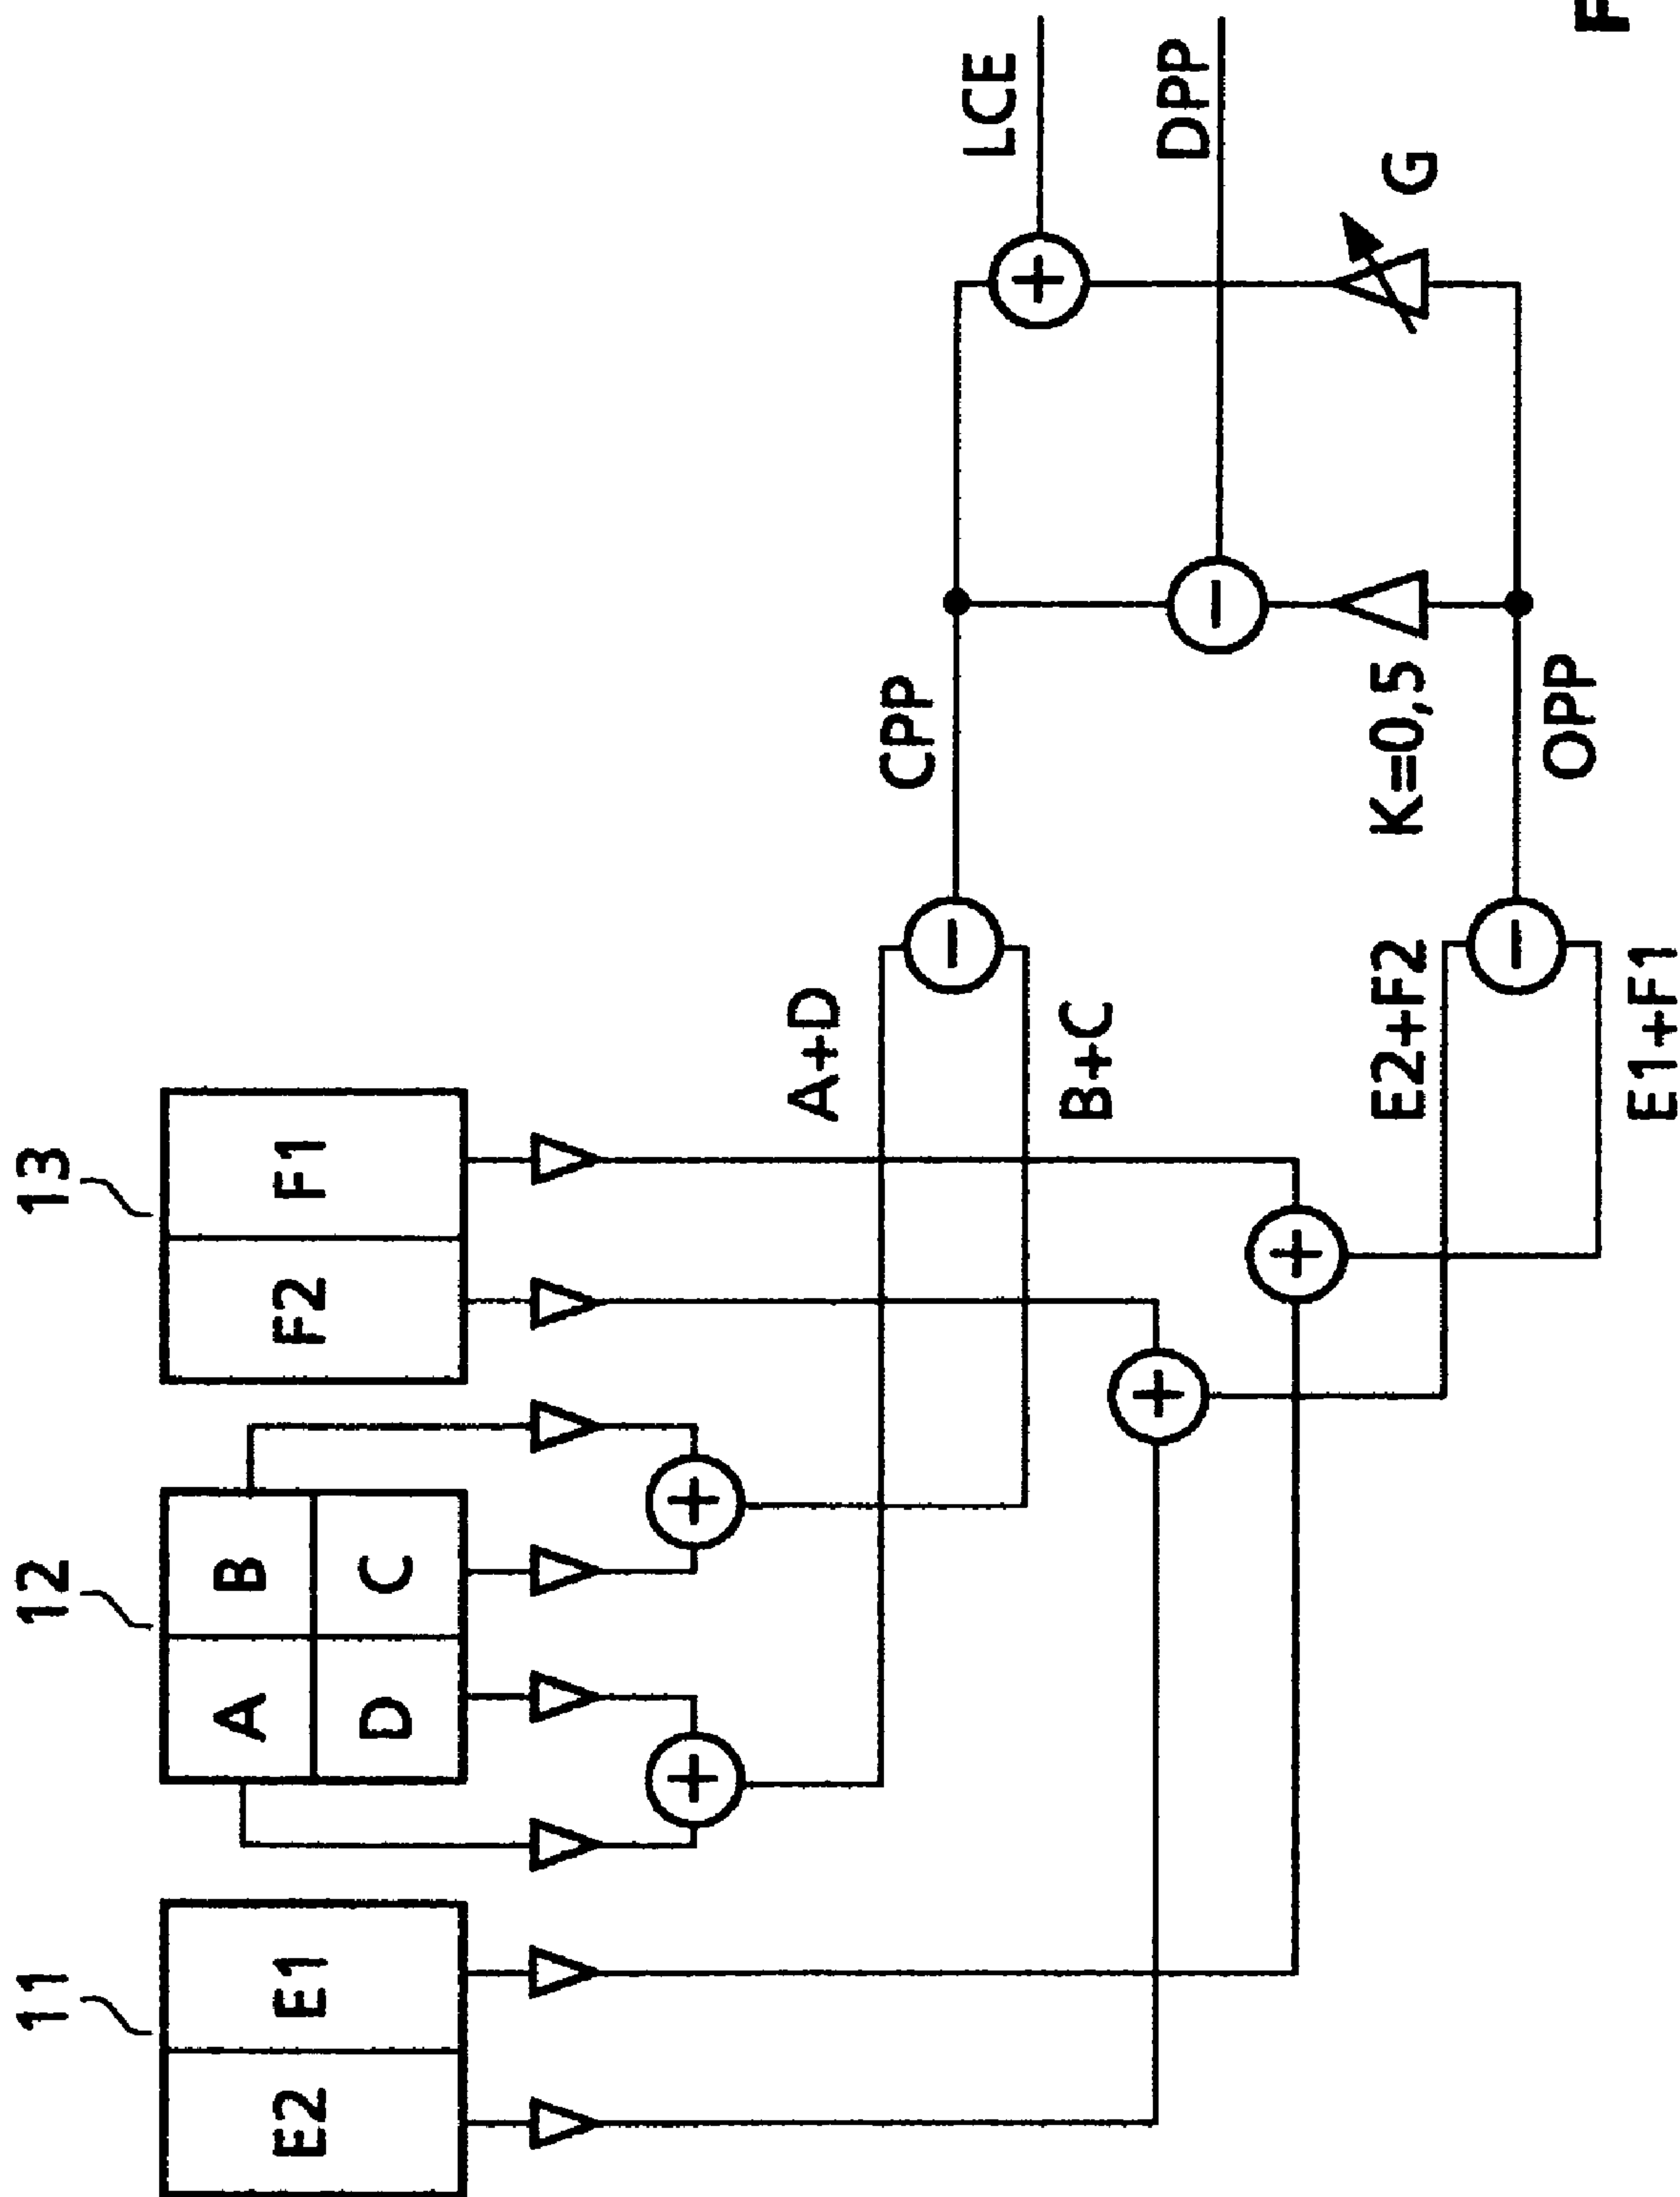 11
12
13
A
B
E2
E1
F2
F1
D
C
A+D
CPP
LCE
B+C
DPP
E2+F2
K=0,5
G
OPP
E1+F1